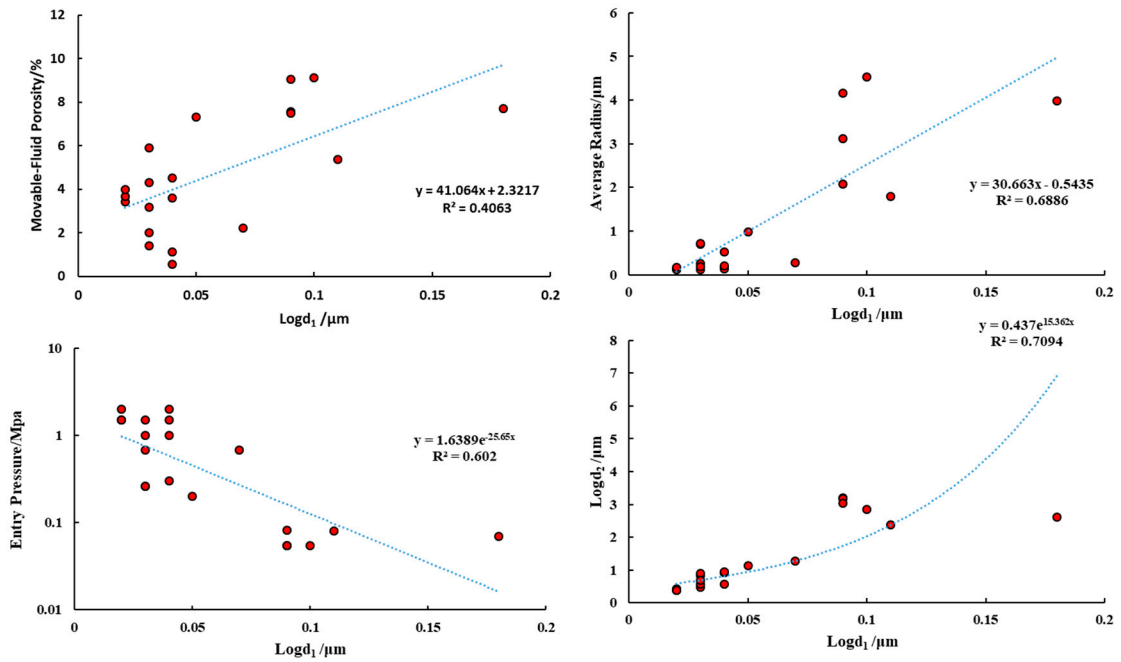 12
10
8
6
4
2
0
0
0.05
0.1
0.15
0.2
Movable-Fluid Porosity/%
Logd₁ /μm
y = 41.064x + 2.3217
R² = 0.4063
6
5
4
3
2
1
0
0
0.05
0.1
0.15
0.2
Average Radius/μm
Logd₁ /μm
y = 30.663x - 0.5435
R² = 0.6886
10
1
0.1
0.01
0
0.05
0.1
0.15
0.2
Entry Pressure/Mpa
Logd₁ /μm
y = 1.6389e⁻²⁵·⁶⁵ˣ
R² = 0.602
8
7
6
5
4
3
2
1
0
0
0.05
0.1
0.15
0.2
Logd₂ /μm
Logd₁ /μm
y = 0.437e¹⁵·³⁶²ˣ
R² = 0.7094